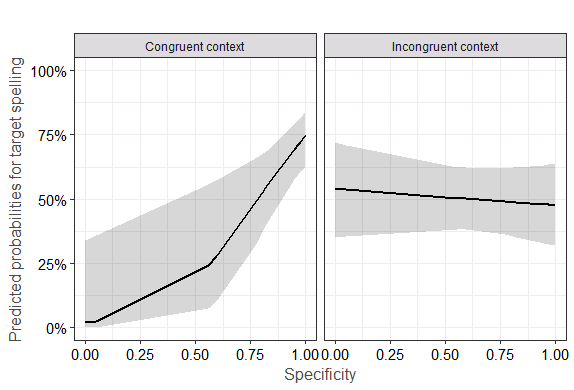 Congruent context
Incongruent context
Predicted probabilities for target spelling
100%
75%
50%
25%
0%
0.00 0.25 0.50 0.75 1.00 0.00 0.25 0.50 0.75 1.00
Specificity